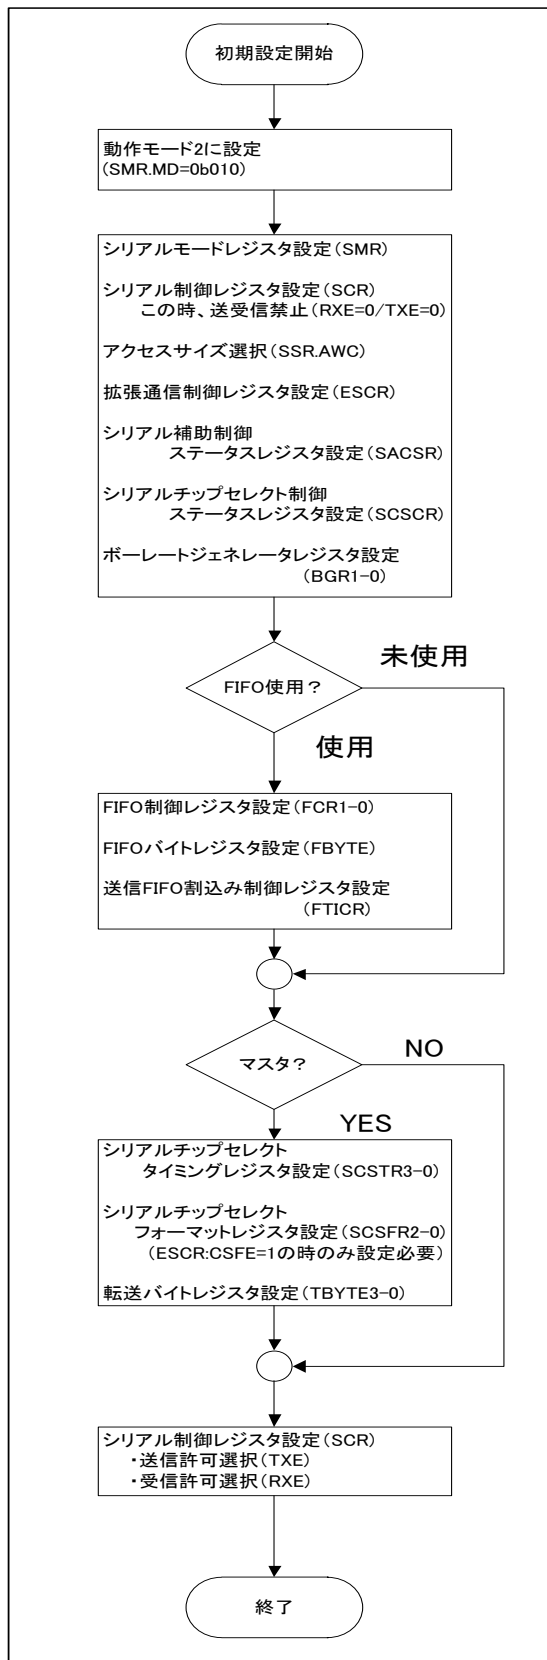 初期設定開始
動作モード2に設定
(SMR.MD=0b010)
シリアルモードレジスタ設定(SMR)
シリアル制御レジスタ設定(SCR)
この時、送受信禁止(RXE=0/TXE=0)
アクセスサイズ選択(SSR.AWC)
拡張通信制御レジスタ設定(ESCR)
シリアル補助制御
ステータスレジスタ設定(SACSR)
シリアルチップセレクト制御
ステータスレジスタ設定(SCSCR)
ボーレートジェネレータレジスタ設定
(BGR1-0)
未使用
FIFO使用？
使用
FIFO制御レジスタ設定(FCR1-0)
FIFOバイトレジスタ設定(FBYTE)
送信FIFO割込み制御レジスタ設定
(FTICR)
マスタ?
NO
YES
シリアルチップセレクト
タイミングレジスタ設定(SCSTR3-0)
シリアルチップセレクト
フォーマットレジスタ設定(SCSFR2-0)
(ESCR:CSFE=1の時のみ設定必要)
転送バイトレジスタ設定(TBYTE3-0)
シリアル制御レジスタ設定(SCR)
・送信許可選択(TXE)
・受信許可選択(RXE)
終了